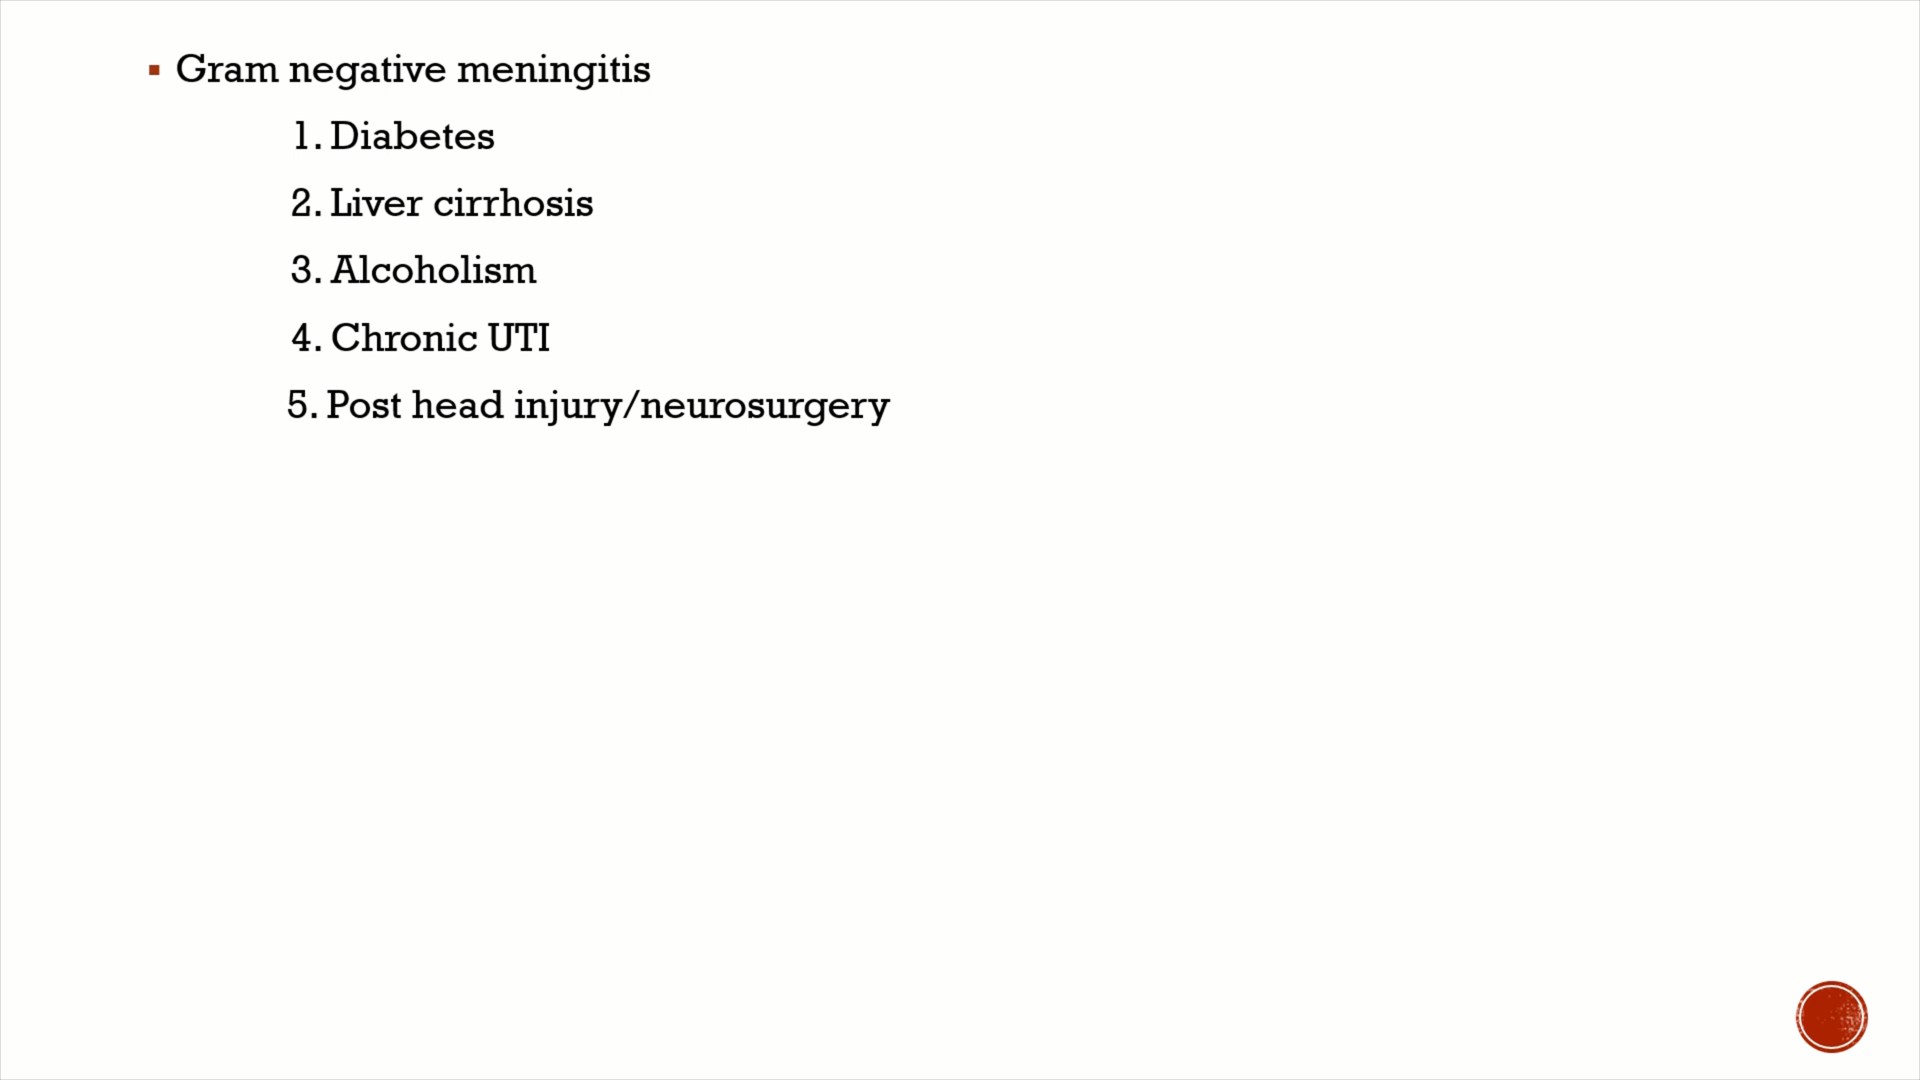 ▪ Gram negative meningitis
1. Diabetes
2. Liver cirrhosis
3. Alcoholism
4. Chronic UTI
5. Post head injury/neurosurgery